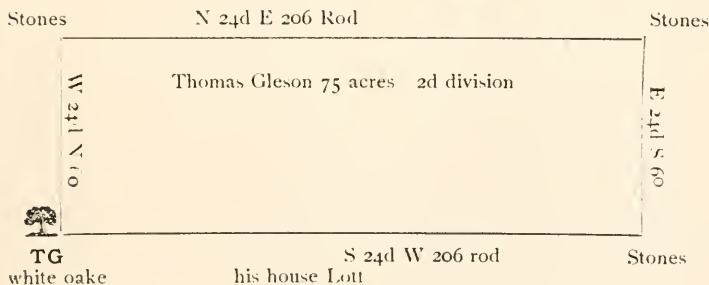 Stones N 24d E 206 Rod Stones
Thomas Gleson 75 acres 2d division
W 24d N 60
E 24d S 60
TG S 24d W 206 rod Stones
white oake his house Lott